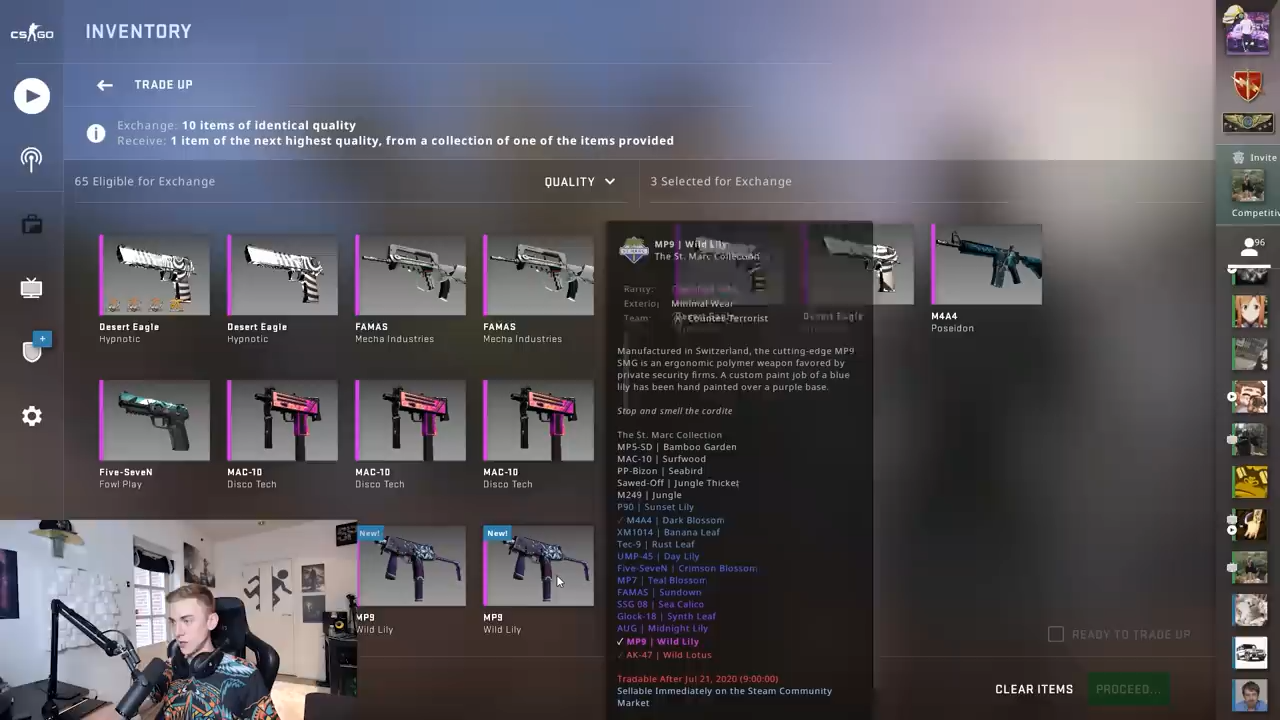 CS:GO
INVENTORY
TRADE UP
Exchange: 10 items of identical quality
Receive: 1 item of the next highest quality, from a collection of one of the items provided
65 Eligible for Exchange
QUALITY
3 Selected for Exchange
Invite
Competitiv
96
Desert Eagle
Hypnotic
Desert Eagle
Hypnotic
FAMAS
Mecha Industries
FAMAS
Mecha Industries
M4A4
Poseidon
Five-SeveN
Fowl Play
MAC-10
Disco Tech
MAC-10
Disco Tech
MAC-10
Disco Tech
New!
MP9
Wild Lily
New!
MP9
Wild Lily
MP9 | Wild Lily
The St. Marc Collection
Rarity:
Exterior: Minimal Wear
Team: Counter-Terrorist
Manufactured in Switzerland, the cutting-edge MP9
SMG is an ergonomic polymer weapon favored by
private security firms. A custom paint job of a blue
lily has been hand painted over a purple base.
Stop and smell the cordite
The St. Marc Collection
MP5-SD | Bamboo Garden
MAC-10 | Surfwood
PP-Bizon | Seabird
Sawed-Off | Jungle Thicket
M249 | Jungle
P90 | Sunset Lily
✓ M4A4 | Dark Blossom
XM1014 | Banana Leaf
Tec-9 | Rust Leaf
UMP-45 | Day Lily
Five-SeveN | Crimson Blossom
MP7 | Teal Blossom
FAMAS | Sundown
SSG 08 | Sea Calico
Glock-18 | Synth Leaf
AUG | Midnight Lily
✓ MP9 | Wild Lily
✓ AK-47 | Wild Lotus
Tradable After Jul 21, 2020 (9:00:00)
Sellable Immediately on the Steam Community
Market
READY TO TRADE UP
CLEAR ITEMS
PROCEED...